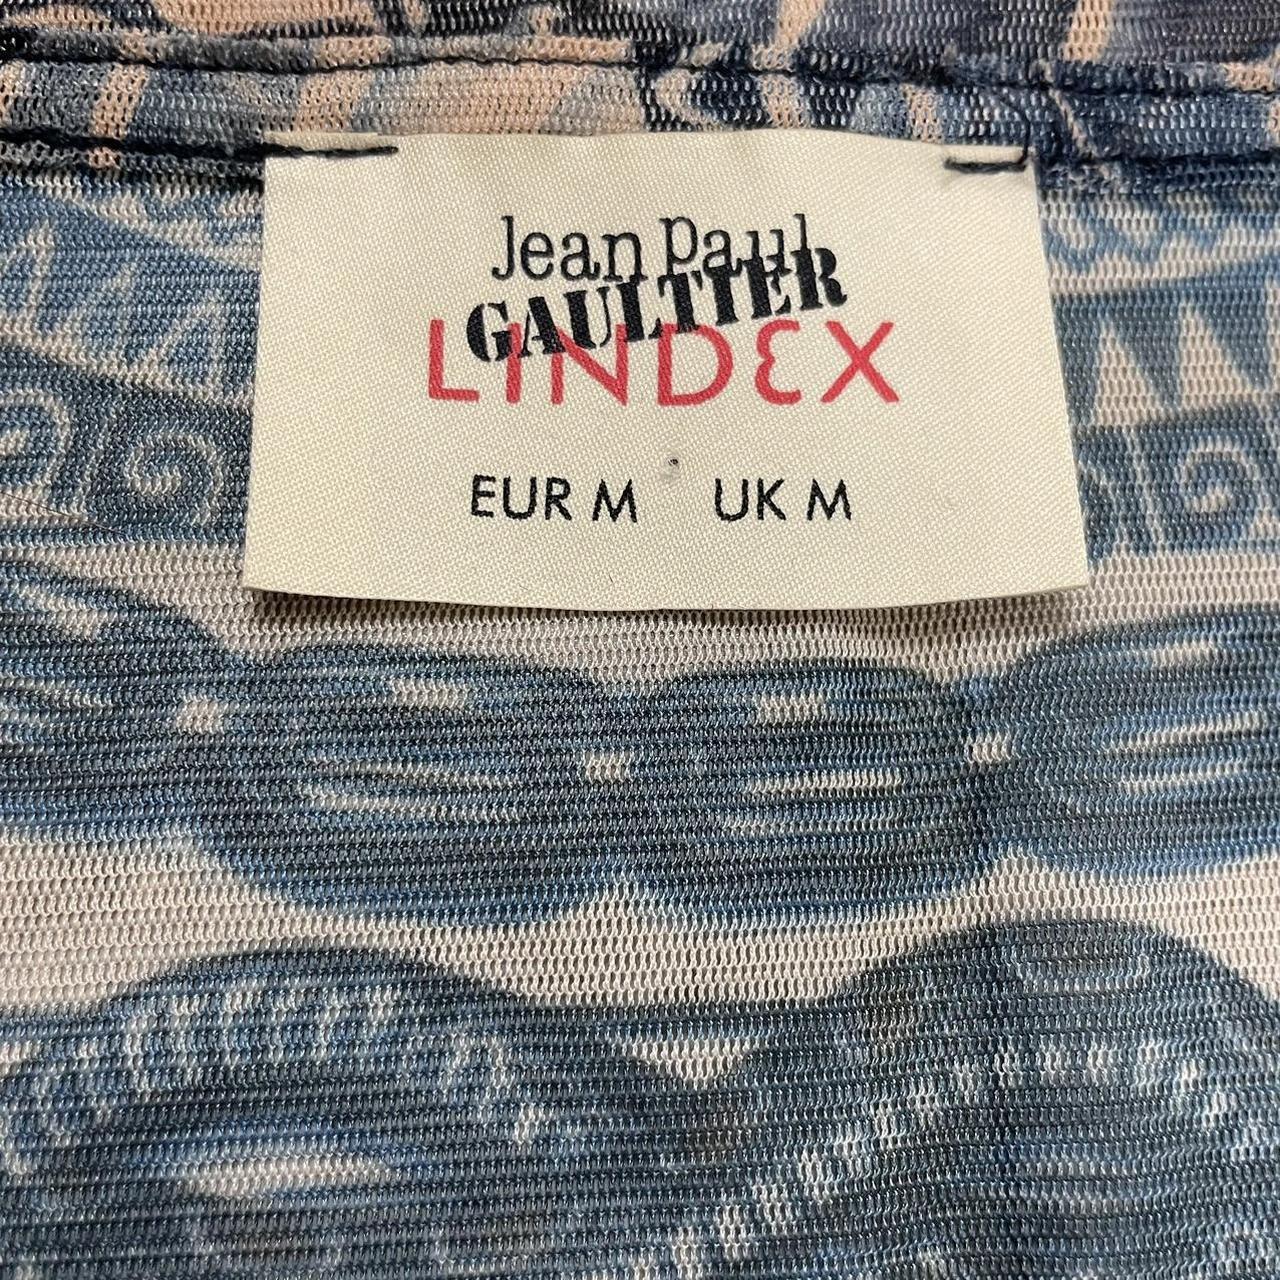 Jean Paul
GAULTIER
LINDEX
EUR M UK M